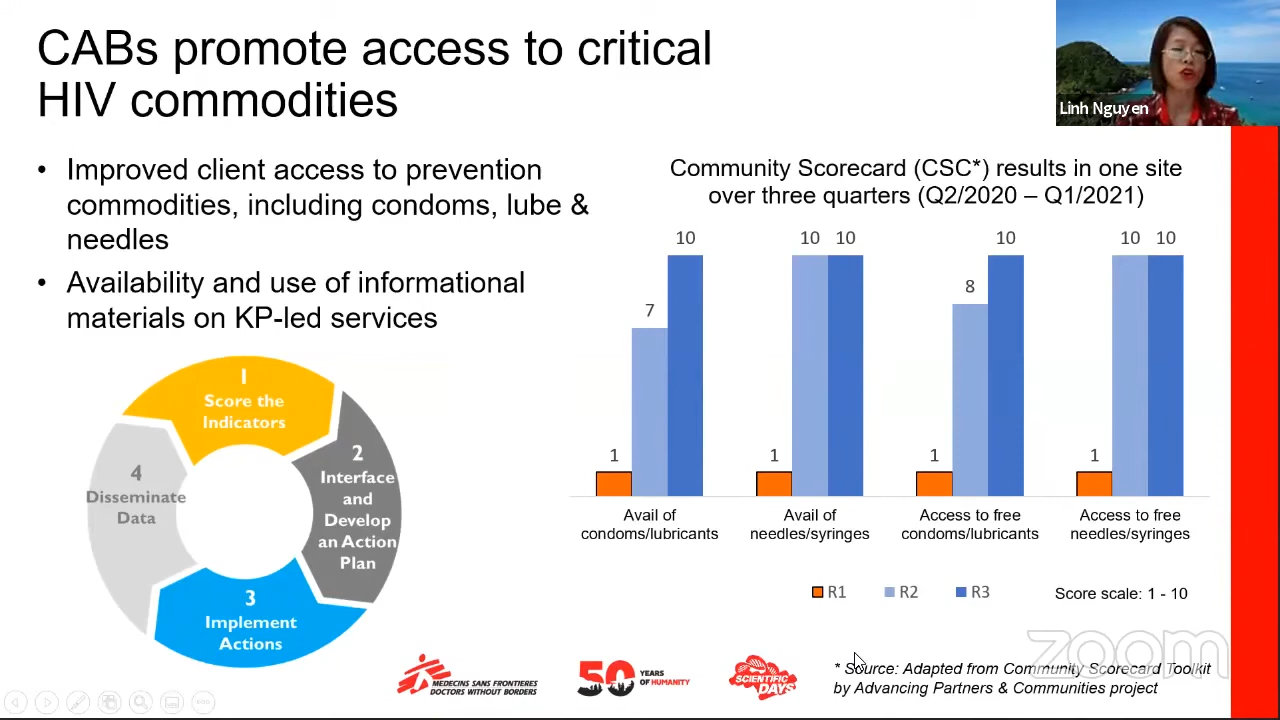 CABs promote access to critical
HIV commodities
Linh Nguyen
• Improved client access to prevention
commodities, including condoms, lube &
needles
• Availability and use of informational
materials on KP-led services
1
Score the
Indicators
2
Interface
and
Develop
an Action
Plan
3
Implement
Actions
4
Disseminate
Data
Community Scorecard (CSC*) results in one site
over three quarters (Q2/2020 – Q1/2021)
1 7 10
1 10 10
1 8 10
1 10 10
Avail of
condoms/lubricants
Avail of
needles/syringes
Access to free
condoms/lubricants
Access to free
needles/syringes
R1 R2 R3
Score scale: 1 - 10
MEDECINS SANS FRONTIERES
DOCTORS WITHOUT BORDERS
50 YEARS
OF HUMANITY
SCIENTIFIC
DAYS
zoom
* Source: Adapted from Community Scorecard Toolkit
by Advancing Partners & Communities project